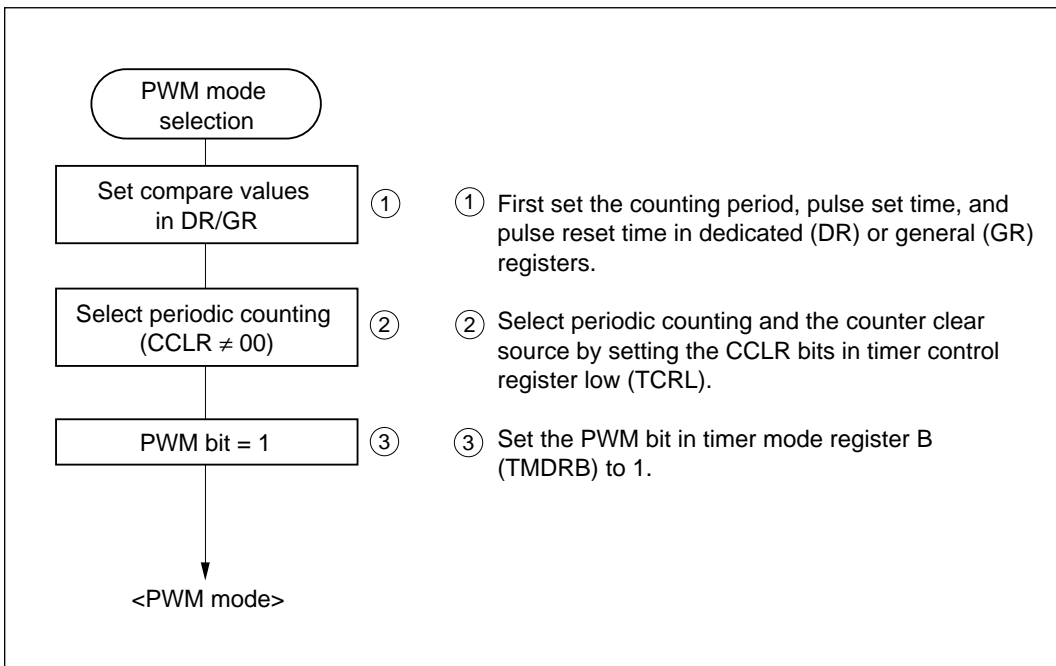 PWM mode
selection
Set compare values
in DR/GR
①
① First set the counting period, pulse set time, and
pulse reset time in dedicated (DR) or general (GR)
registers.
Select periodic counting
(CCLR ≠ 00)
②
② Select periodic counting and the counter clear
source by setting the CCLR bits in timer control
register low (TCRL).
PWM bit = 1
③
③ Set the PWM bit in timer mode register B
(TMDRB) to 1.
<PWM mode>